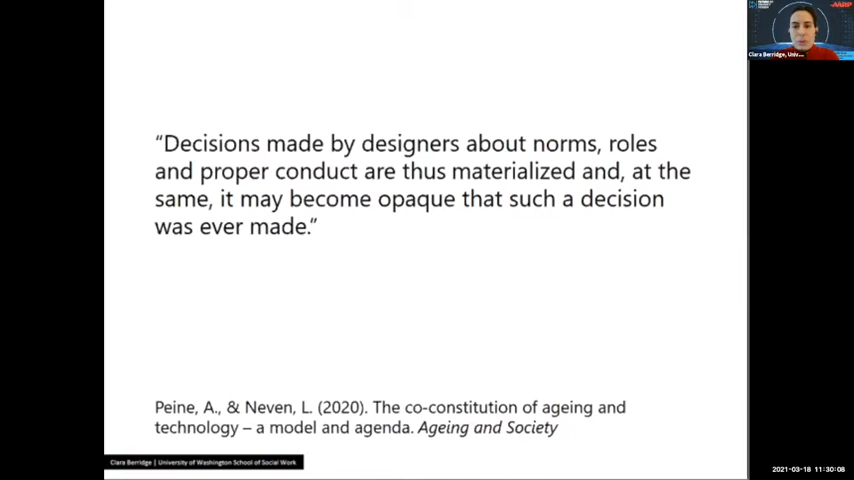 “Decisions made by designers about norms, roles
and proper conduct are thus materialized and, at the
same, it may become opaque that such a decision
was ever made.”
Peine, A., & Neven, L. (2020). The co-constitution of ageing and
technology – a model and agenda. Ageing and Society
Clara Berridge | University of Washington School of Social Work
AARP
Clara Berridge, Univ...
2021-03-18 11:30:08